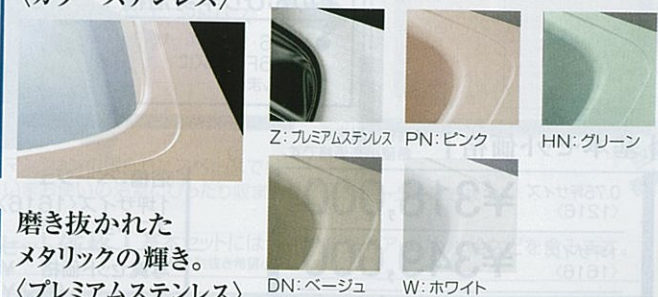 〈カラーステンレス〉
Z:プレミアムステンレス
PN:ピンク
HN:グリーン
磨き抜かれた
メタリックの輝き。
〈プレミアムステンレス〉
DN:ベージュ
W:ホワイト